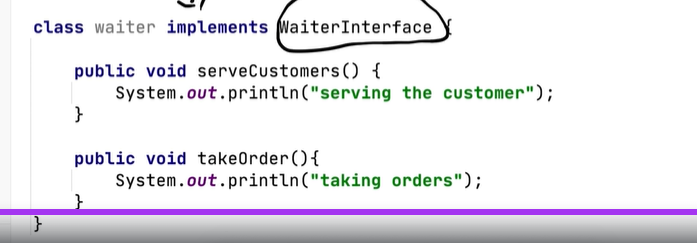 class waiter implements WaiterInterface {
public void serveCustomers() {
System.out.println("serving the customer");
}
public void takeOrder(){
System.out.println("taking orders");
}
}